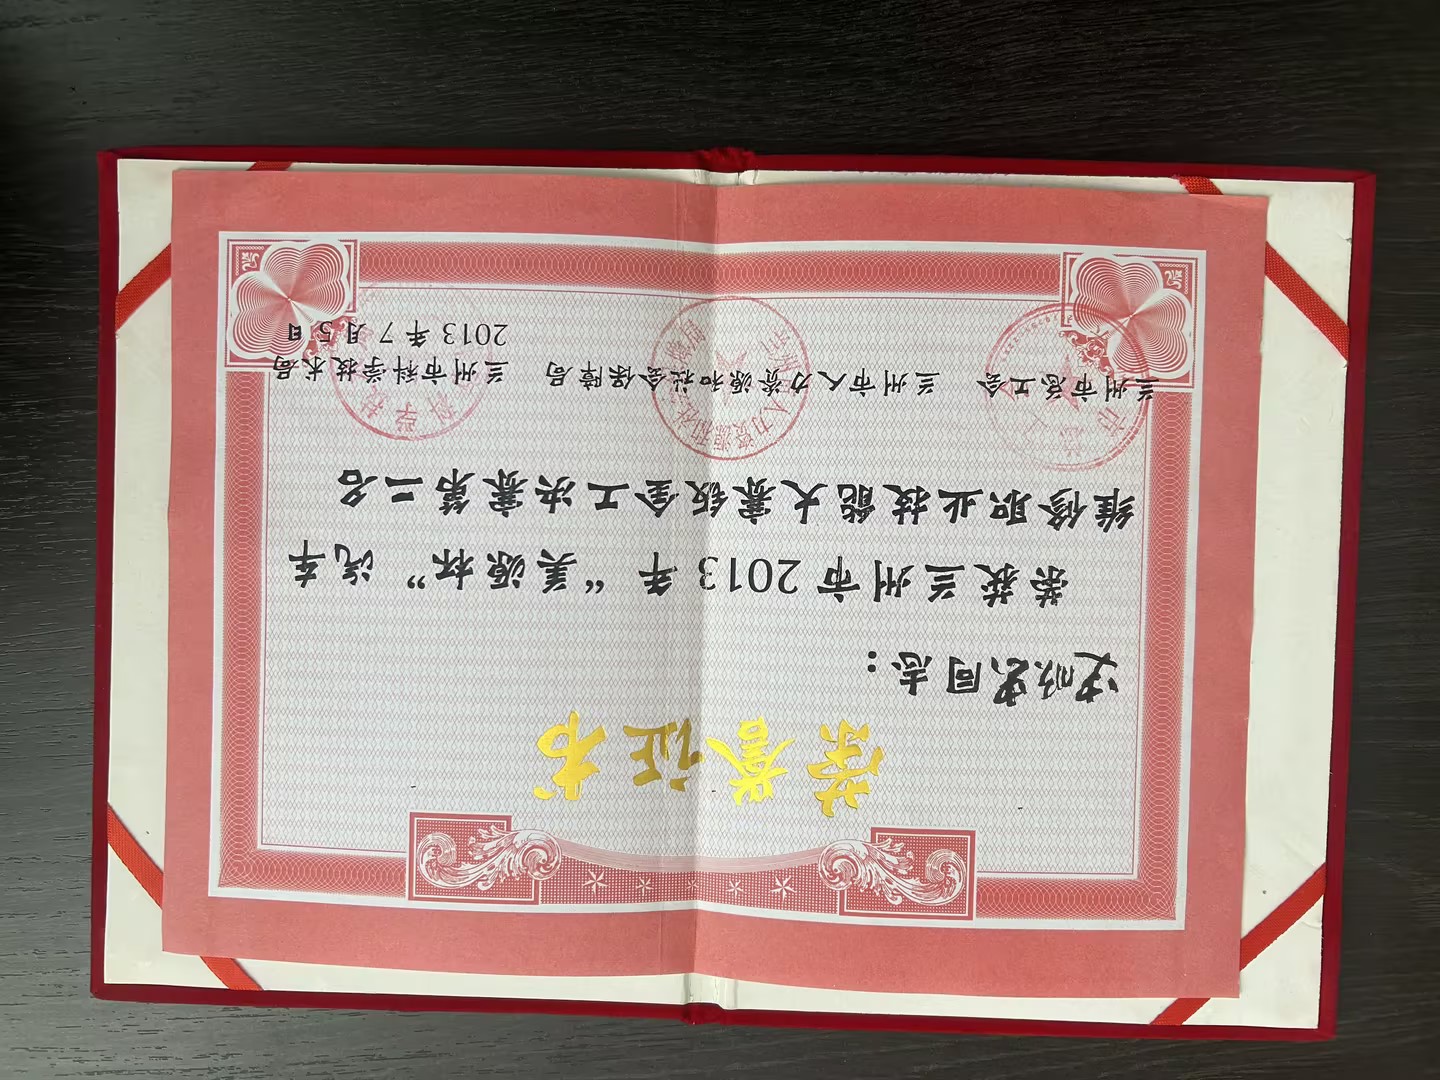 荣誉证书
同志：
荣获兰州市2013年“美源杯”汽车
维修职业技能大赛钣金工决赛第二名
兰州市总工会 兰州市人力资源和社会保障局 兰州市科学技术局
2013年7月5日